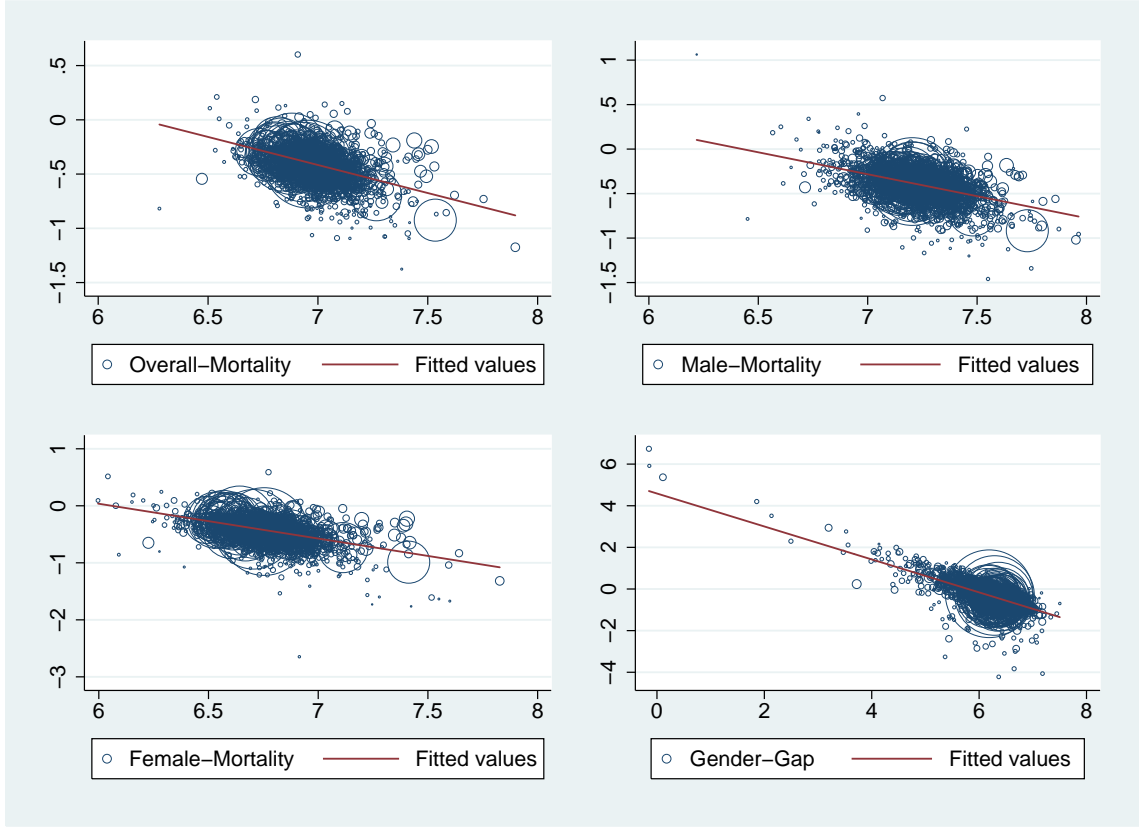 .5
0
−.5
−1
−1.5
6 6.5 7 7.5 8
Overall−Mortality Fitted values
1
.5
0
−.5
−1
−1.5
6 6.5 7 7.5 8
Male−Mortality Fitted values
1
0
−1
−2
−3
6 6.5 7 7.5 8
Female−Mortality Fitted values
6
4
2
0
−2
−4
0 2 4 6 8
Gender−Gap Fitted values